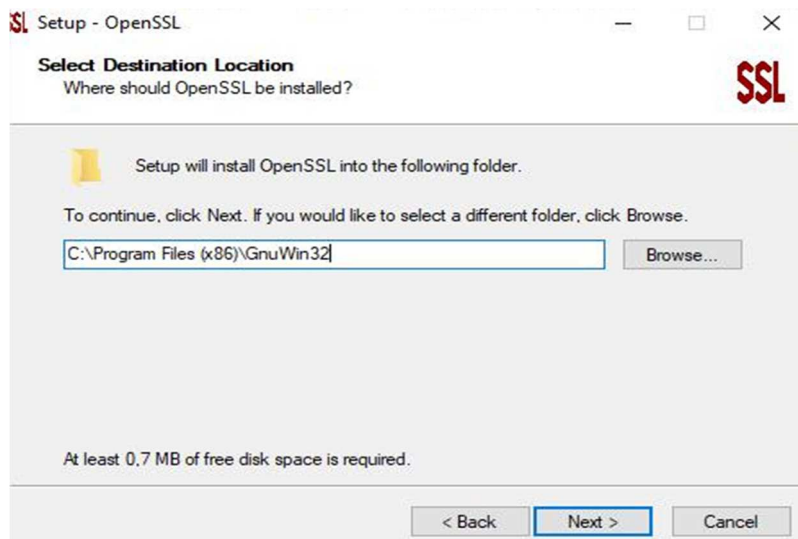 SSL Setup - OpenSSL
Select Destination Location
Where should OpenSSL be installed?
SSL
Setup will install OpenSSL into the following folder.
To continue, click Next. If you would like to select a different folder, click Browse.
C:\Program Files (x86)\GnuWin32
Browse...
At least 0,7 MB of free disk space is required.
< Back
Next >
Cancel